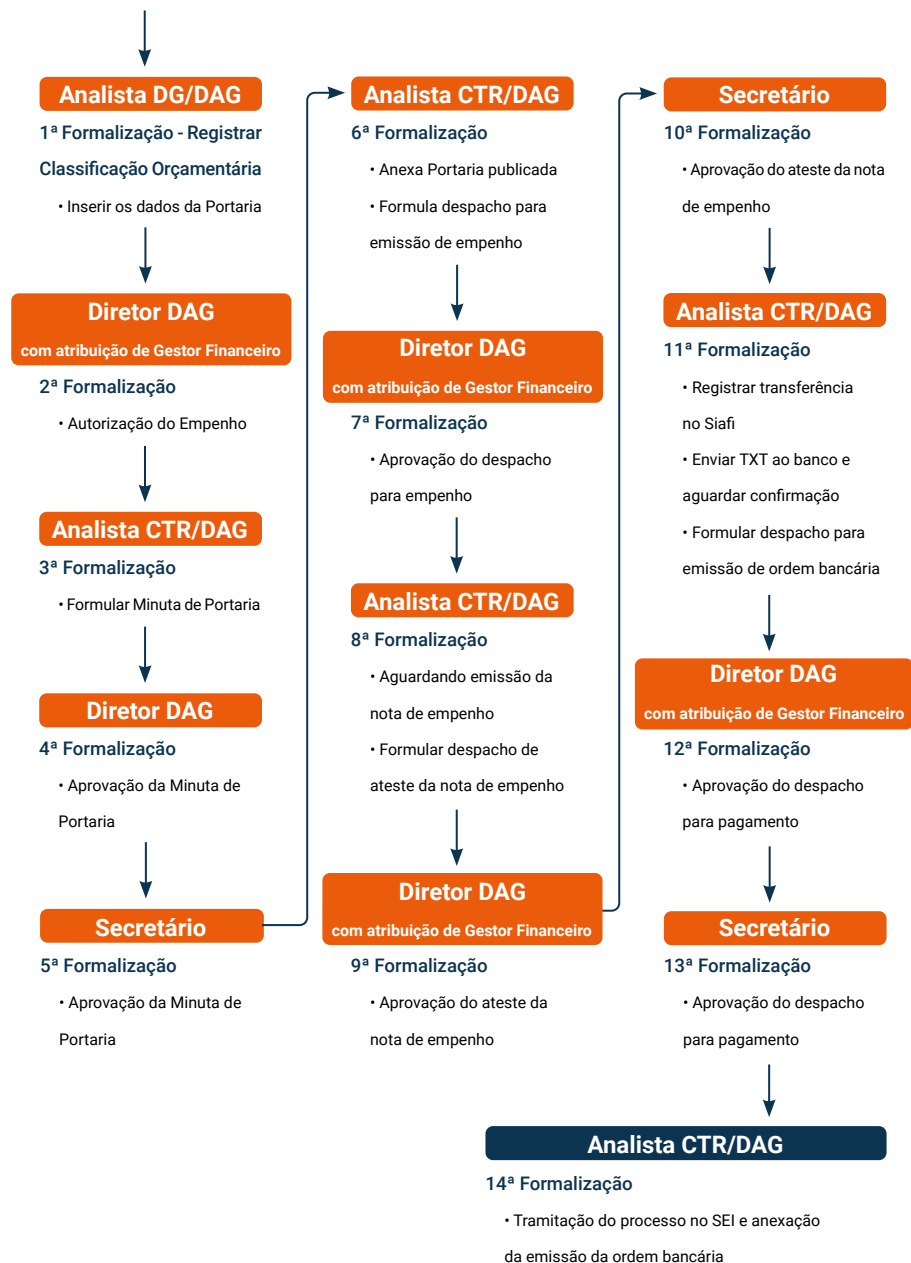 Analista DG/DAG
1ª Formalização - Registrar
Classificação Orçamentária
• Inserir os dados da Portaria
Diretor DAG
com atribuição de Gestor Financeiro
2ª Formalização
• Autorização do Empenho
Analista CTR/DAG
3ª Formalização
• Formular Minuta de Portaria
Diretor DAG
4ª Formalização
• Aprovação da Minuta de
Portaria
Secretário
5ª Formalização
• Aprovação da Minuta de
Portaria
Analista CTR/DAG
6ª Formalização
• Anexa Portaria publicada
• Formula despacho para
emissão de empenho
Diretor DAG
com atribuição de Gestor Financeiro
7ª Formalização
• Aprovação do despacho
para empenho
Analista CTR/DAG
8ª Formalização
• Aguardando emissão da
nota de empenho
• Formular despacho de
ateste da nota de empenho
Diretor DAG
com atribuição de Gestor Financeiro
9ª Formalização
• Aprovação do ateste da
nota de empenho
Secretário
10ª Formalização
• Aprovação do ateste da nota
de empenho
Analista CTR/DAG
11ª Formalização
• Registrar transferência
no Siafi
• Enviar TXT ao banco e
aguardar confirmação
• Formular despacho para
emissão de ordem bancária
Diretor DAG
com atribuição de Gestor Financeiro
12ª Formalização
• Aprovação do despacho
para pagamento
Secretário
13ª Formalização
• Aprovação do despacho
para pagamento
Analista CTR/DAG
14ª Formalização
• Tramitação do processo no SEI e anexação
da emissão da ordem bancária